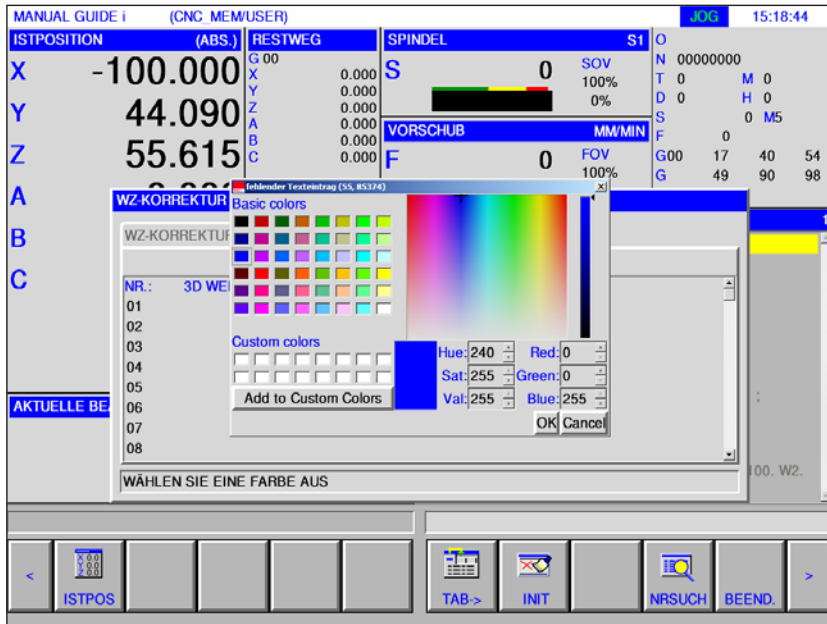 MANUAL GUIDE i (CNC_MEM/USER) JOG 15:18:44
ISTPOSITION (ABS.)
X -100.000
Y 44.090
Z 55.615
A
B
C
RESTWEG
G 00
X 0.000
Y 0.000
Z 0.000
A 0.000
B 0.000
C 0.000
SPINDEL S1
S 0 SOV
100%
0%
VORSCHUB MM/MIN
F 0 FOV
100%
O
N 00000000
T 0 M 0
D 0 H 0
S 0 M5
F 0
G00 17 40 54
G 49 90 98
1
WZ-KORREKTUR
WZ-KORREKTUR
NR.: 3D WE
01
02
03
04
05
06
07
08
fehlender Texteintrag (55, 85374) X
Basic colors
Custom colors
Add to Custom Colors
Hue: 240 Red: 0
Sat: 255 Green: 0
Val: 255 Blue: 255
OK Cancel
WÄHLEN SIE EINE FARBE AUS
AKTUELLE BE
;
100. W2.
< ISTPOS TAB-> INIT NRSUCH BEEND. >